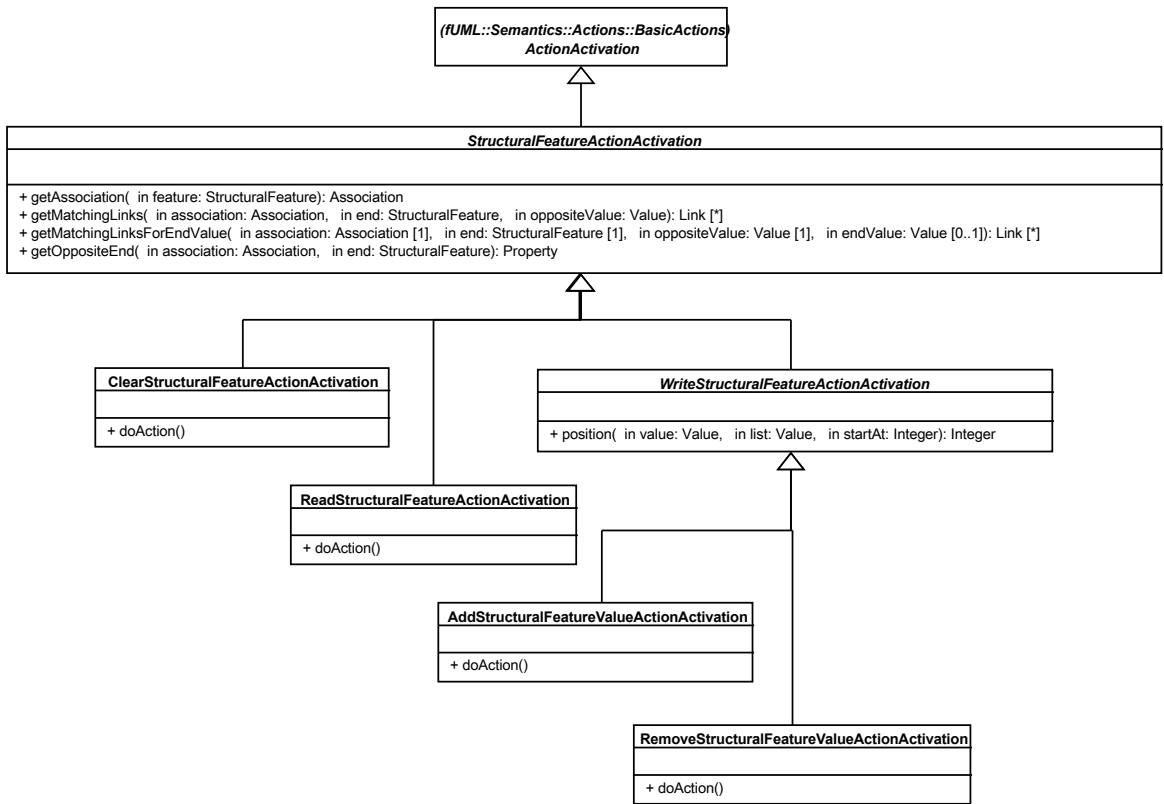 (fUML::Semantics::Actions::BasicActions)
ActionActivation
StructuralFeatureActionActivation
+ getAssociation( in feature: StructuralFeature): Association
+ getMatchingLinks( in association: Association, in end: StructuralFeature, in oppositeValue: Value): Link [*]
+ getMatchingLinksForEndValue( in association: Association [1], in end: StructuralFeature [1], in oppositeValue: Value [1], in endValue: Value [0..1]): Link [*]
+ getOppositeEnd( in association: Association, in end: StructuralFeature): Property
ClearStructuralFeatureActionActivation
+ doAction()
WriteStructuralFeatureActionActivation
+ position( in value: Value, in list: Value, in startAt: Integer): Integer
ReadStructuralFeatureActionActivation
+ doAction()
AddStructuralFeatureValueActionActivation
+ doAction()
RemoveStructuralFeatureValueActionActivation
+ doAction()